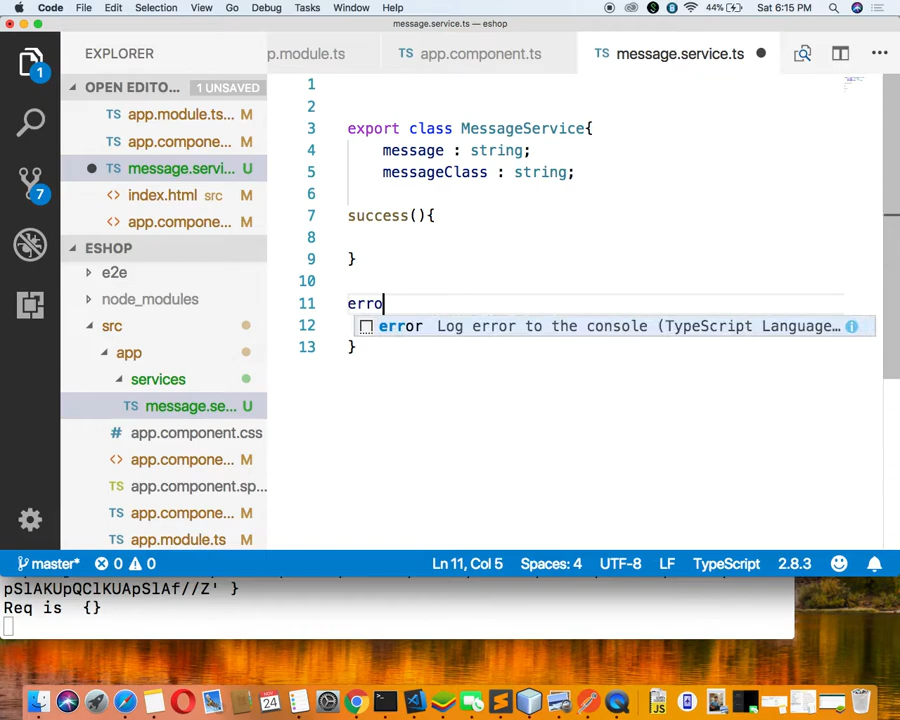 Code File Edit Selection View Go Debug Tasks Window Help 44% Sat 6:15 PM
message.service.ts — eshop
EXPLORER
p.module.ts TS app.component.ts TS message.service.ts
OPEN EDITO... 1 UNSAVED
TS app.module.ts... M
TS app.compone... M
TS message.servi... U
<> index.html src M
<> app.compone... M
ESHOP
e2e
node_modules
src
app
services
TS message.se... U
# app.component.css
<> app.compone... M
TS app.component.sp...
TS app.compone... M
TS app.module.ts M
1
7
1
2
3 export class MessageService{
4 message : string;
5 messageClass : string;
6
7 success(){
8
9 }
10
11 erro
12 error Log error to the console (TypeScript Language...
13 }
master* 0 0 Ln 11, Col 5 Spaces: 4 UTF-8 LF TypeScript 2.8.3
pSlAKUpQClKUApSlAf//Z' }
Req is {}
24
JS